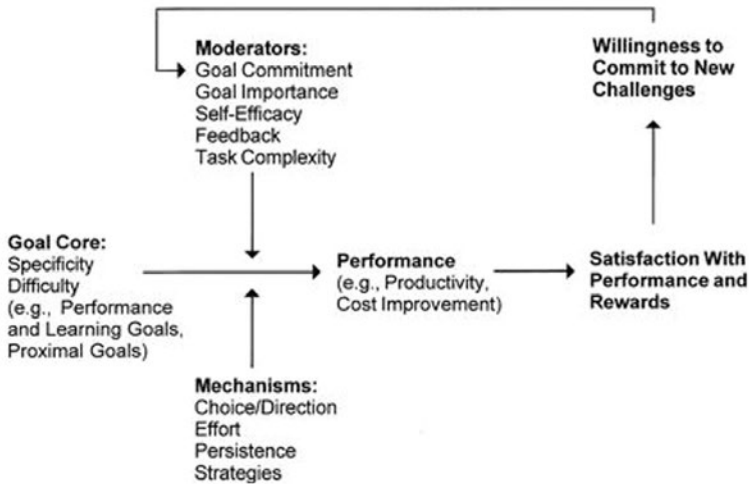 Moderators:
Goal Commitment
Goal Importance
Self-Efficacy
Feedback
Task Complexity
Willingness to
Commit to New
Challenges
Goal Core:
Specificity
Difficulty
(e.g., Performance
and Learning Goals,
Proximal Goals)
Performance
(e.g., Productivity,
Cost Improvement)
Satisfaction With
Performance and
Rewards
Mechanisms:
Choice/Direction
Effort
Persistence
Strategies